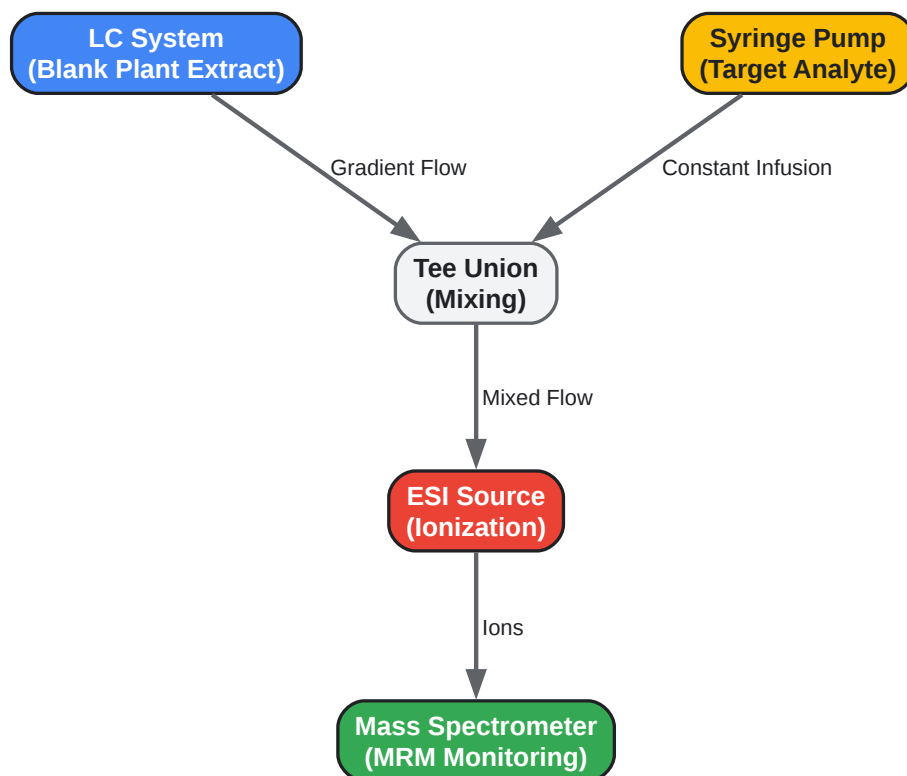 LC System
(Blank Plant Extract)
Syringe Pump
(Target Analyte)
Gradient Flow
Constant Infusion
Tee Union
(Mixing)
Mixed Flow
ESI Source
(Ionization)
Ions
Mass Spectrometer
(MRM Monitoring)